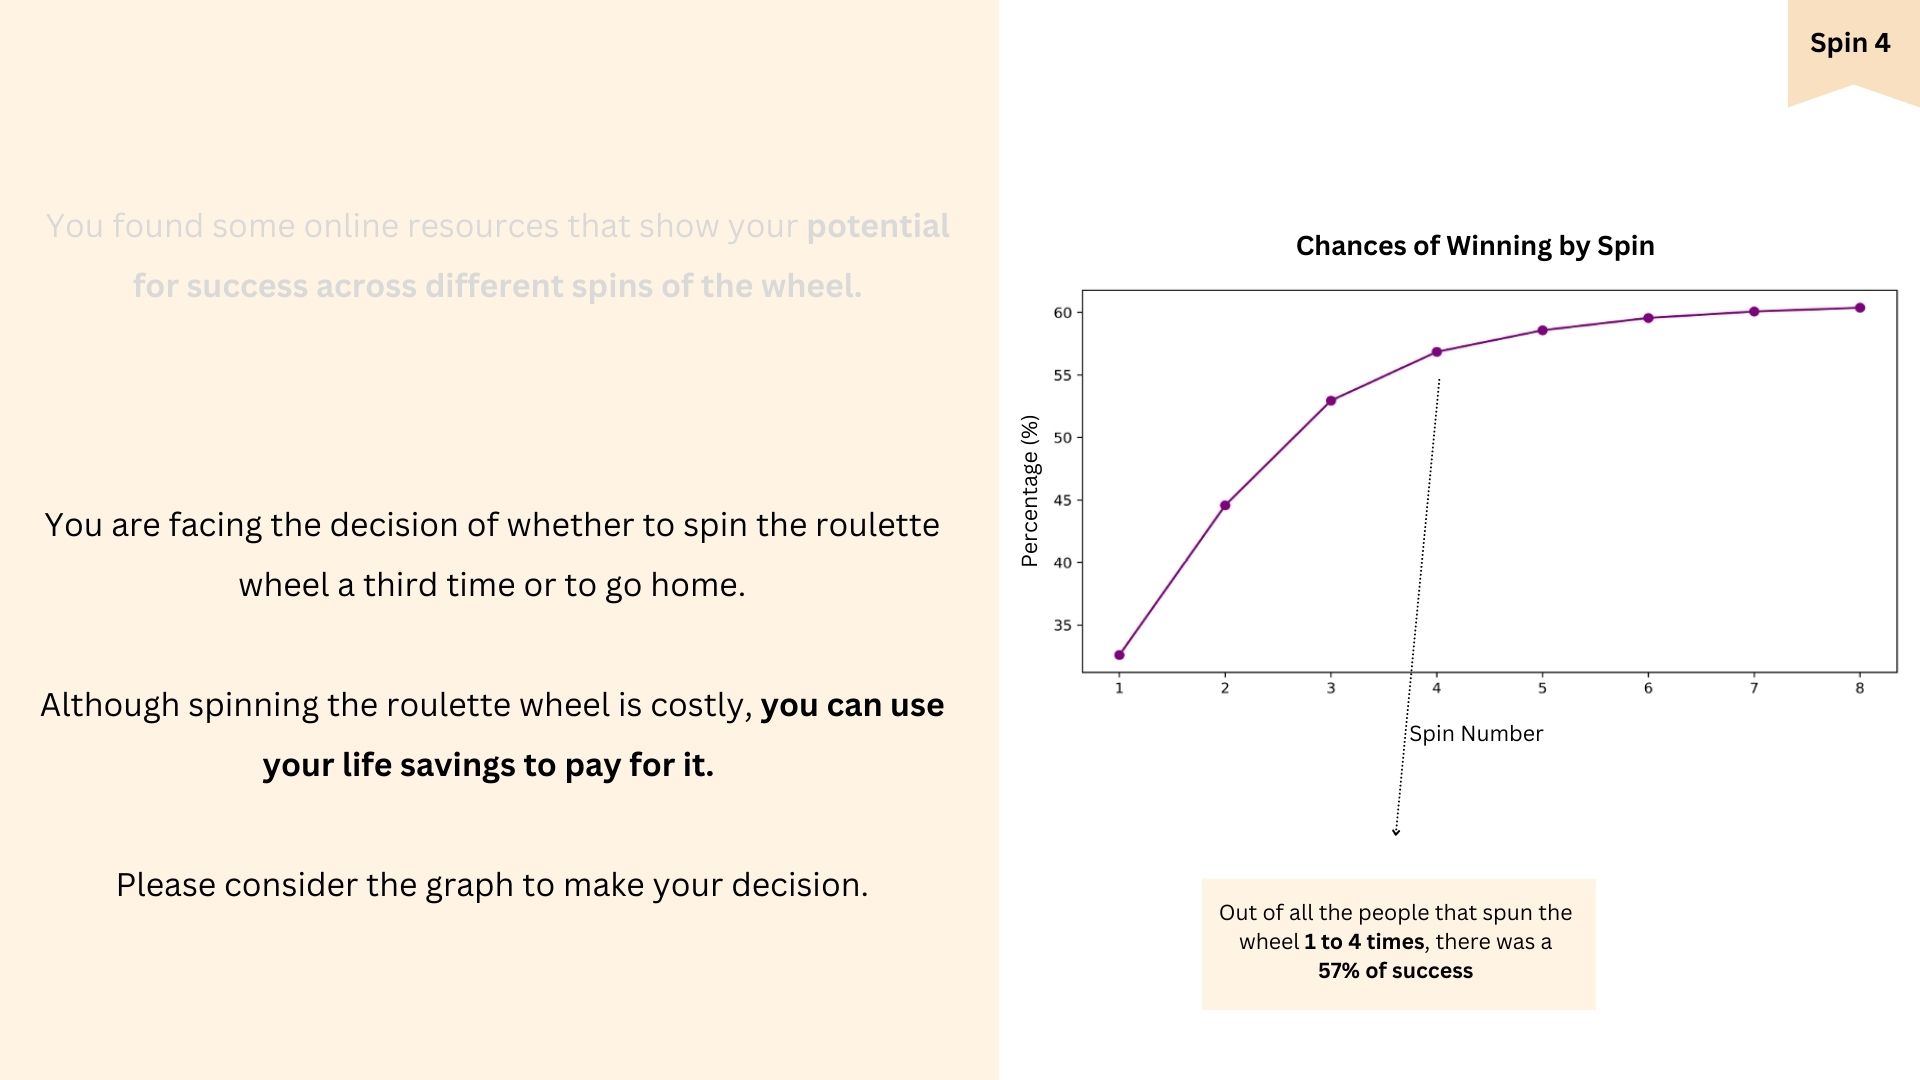 Spin 4
You found some online resources that show your potential
for success across different spins of the wheel.
You are facing the decision of whether to spin the roulette
wheel a third time or to go home.
Although spinning the roulette wheel is costly, you can use
your life savings to pay for it.
Please consider the graph to make your decision.
Chances of Winning by Spin
Percentage (%)
60
55
50
45
40
35
1 2 3 4 5 6 7 8
Spin Number
Out of all the people that spun the
wheel 1 to 4 times, there was a
57% of success